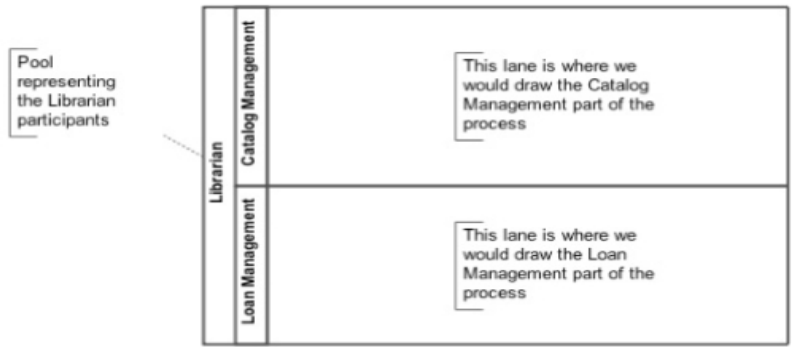 Pool
representing
the Librarian
participants
Librarian
Catalog Management
This lane is where we
would draw the Catalog
Management part of the
process
Loan Management
This lane is where we
would draw the Loan
Management part of the
process